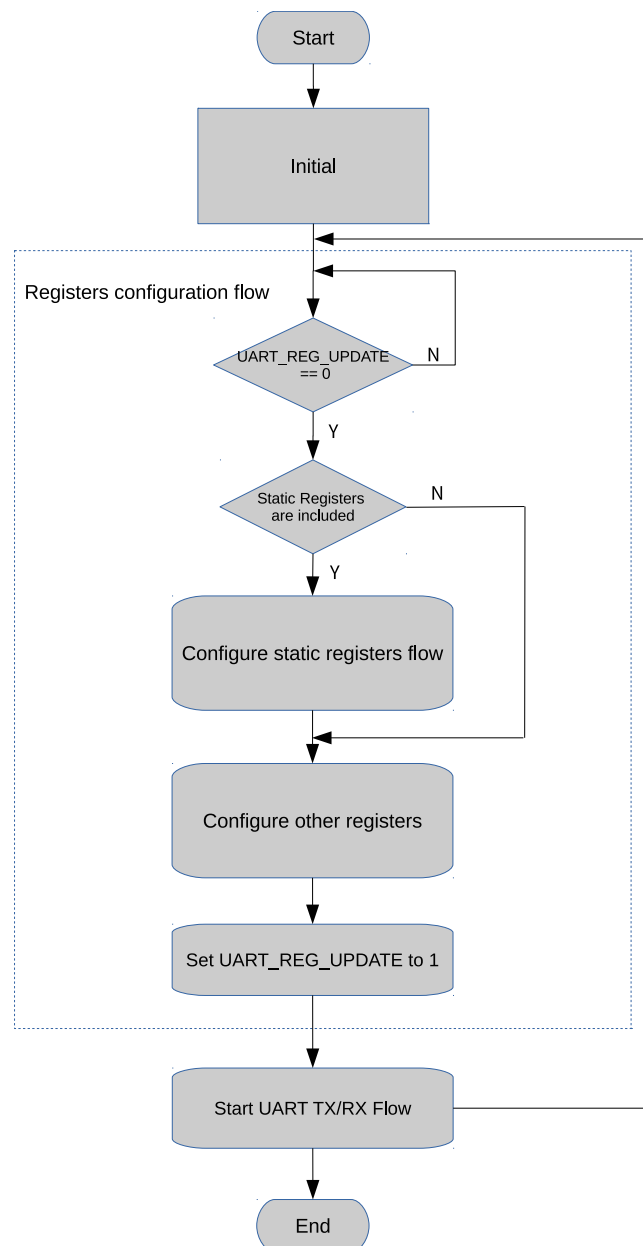 Start
Initial
Registers configuration flow
UART_REG_UPDATE
== 0
N
Y
Static Registers
are included
N
Y
Configure static registers flow
Configure other registers
Set UART_REG_UPDATE to 1
Start UART TX/RX Flow
End